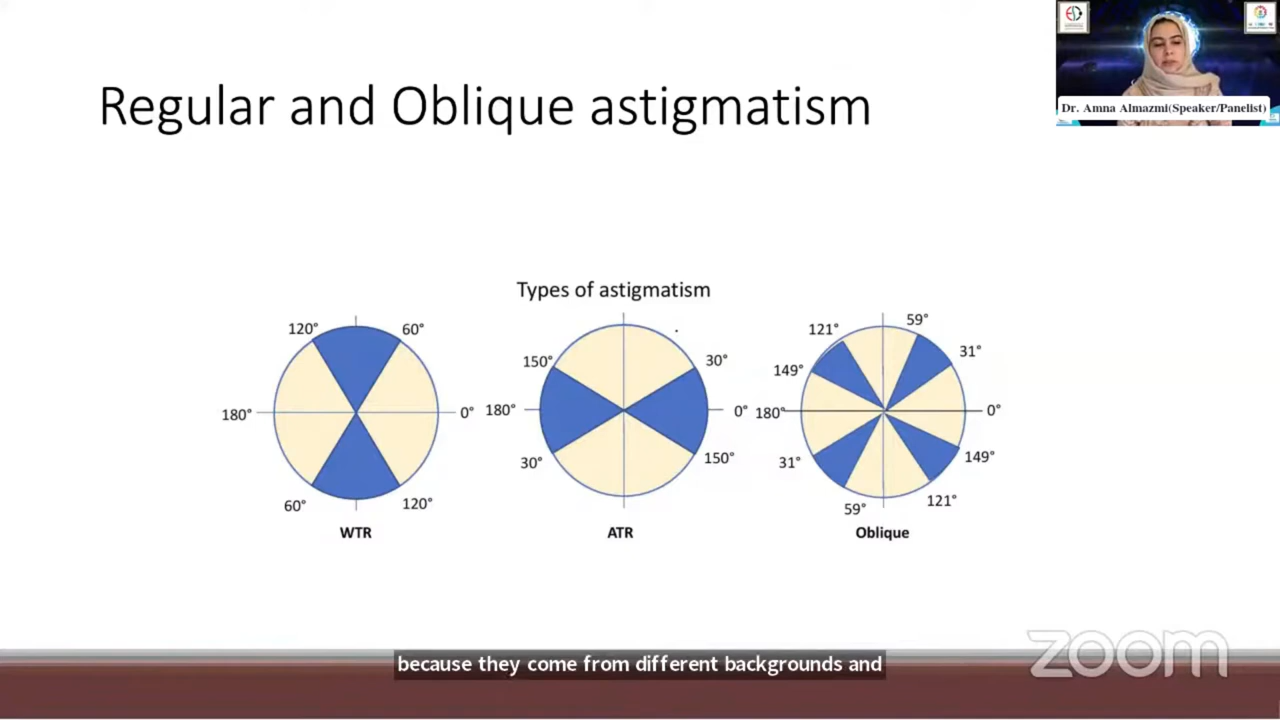 Regular and Oblique astigmatism
Dr. Amna Almazmi(Speaker/Panelist)
Types of astigmatism
120° 60°
180° 0°
60° 120°
WTR
150° 30°
180° 0°
30° 150°
ATR
121° 59°
149° 31°
180° 0°
31° 149°
59° 121°
Oblique
zoom
because they come from different backgrounds and